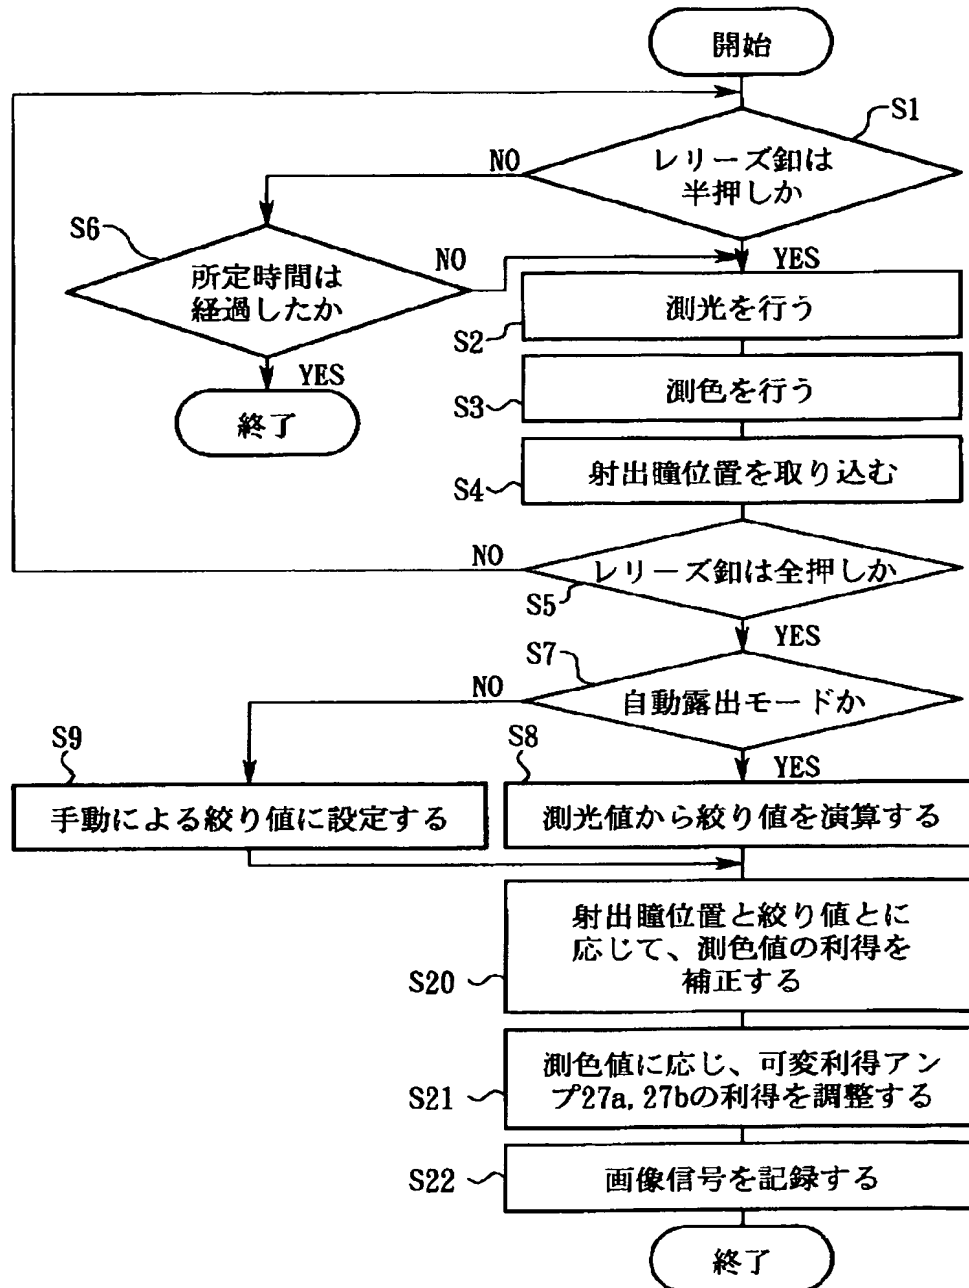 開始
S1
レリーズ釦は
半押しか
NO
YES
S6
所定時間は
経過したか
NO
YES
終了
S2
測光を行う
S3
測色を行う
S4
射出瞳位置を取り込む
NO
レリーズ釦は全押しか
S5
YES
S7
NO
自動露出モードか
YES
S9
手動による絞り値に設定する
S8
測光値から絞り値を演算する
射出瞳位置と絞り値とに
応じて、測色値の利得を
補正する
S20
測色値に応じ、可変利得アン
プ27a,27bの利得を調整する
S21
S22
画像信号を記録する
終了